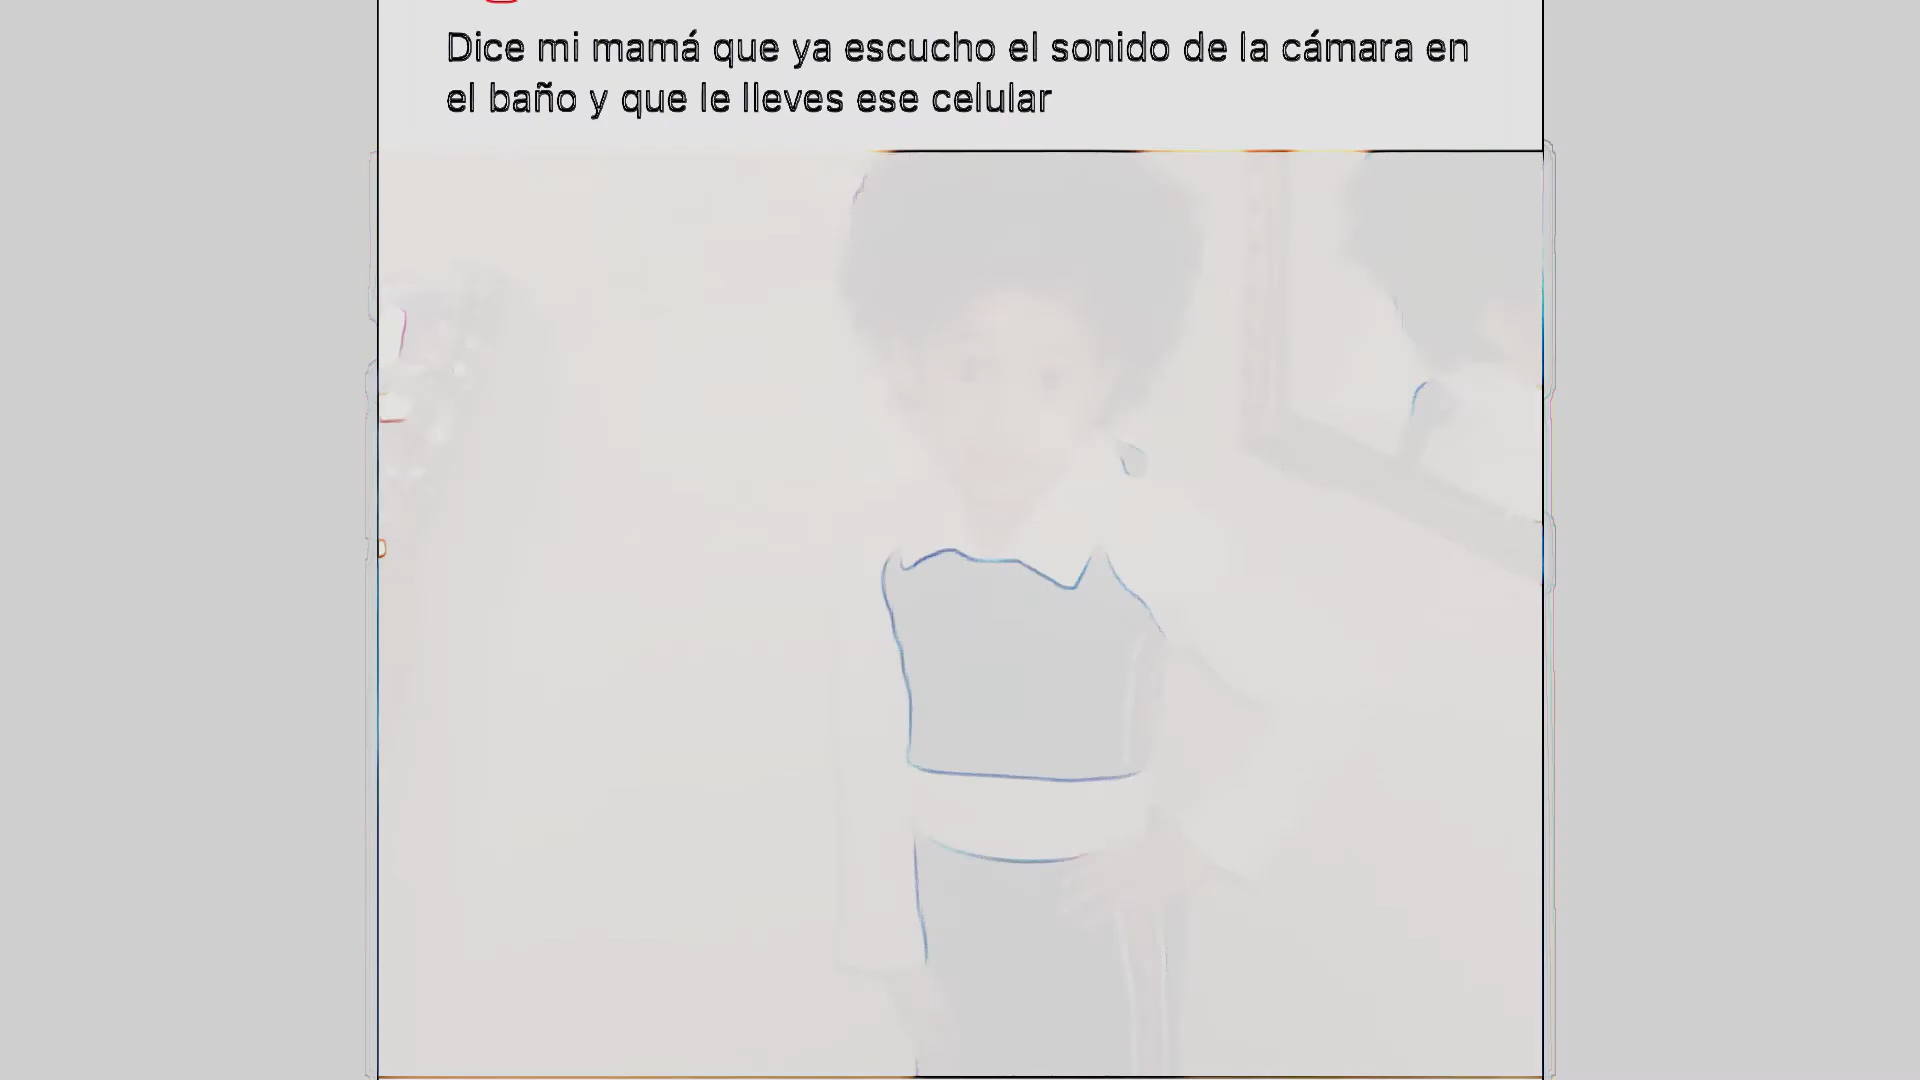 Dice mi mamá que ya escucho el sonido de la cámara en
el baño y que le lleves ese celular